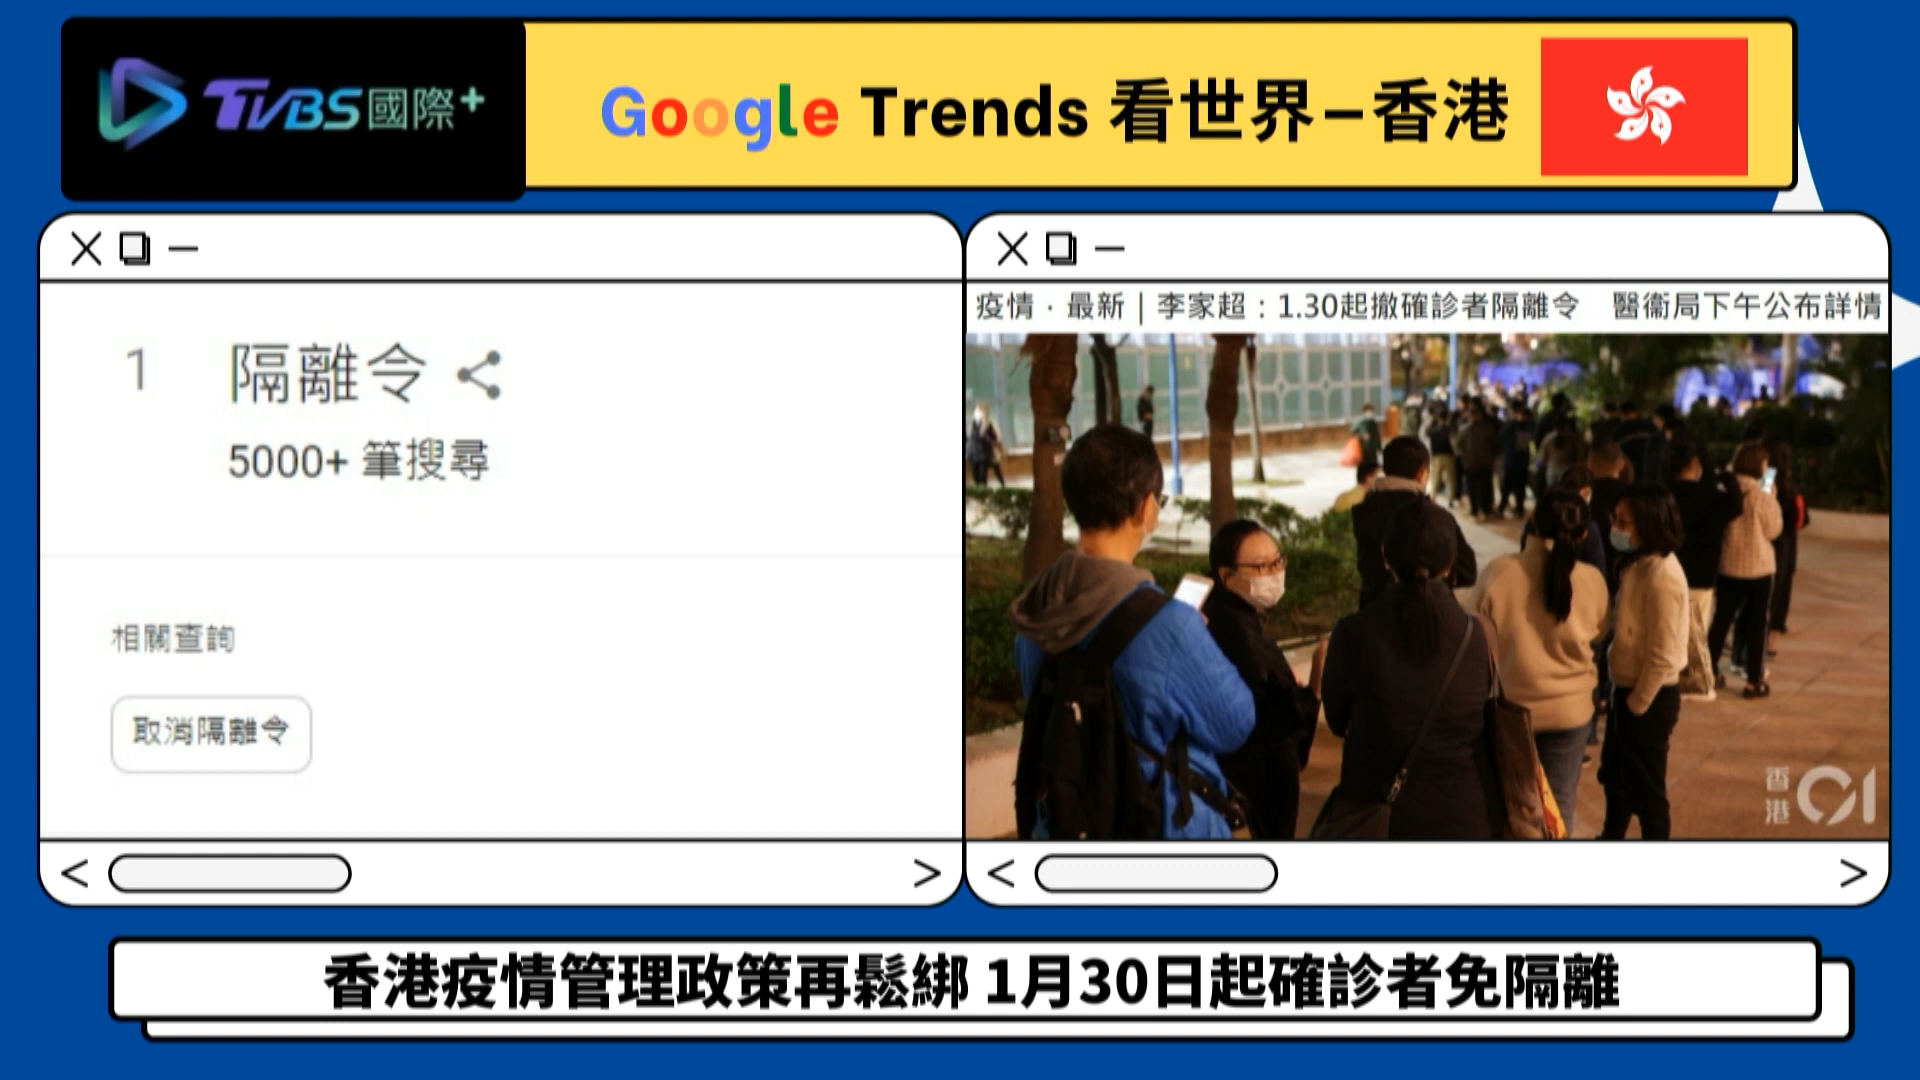 TVBS國際+
Google Trends 看世界-香港
1 隔離令
5000+ 筆搜尋
相關查詢
取消隔離令
疫情·最新｜李家超：1.30起撤確診者隔離令 醫衞局下午公布詳情
香港01
香港疫情管理政策再鬆綁 1月30日起確診者免隔離